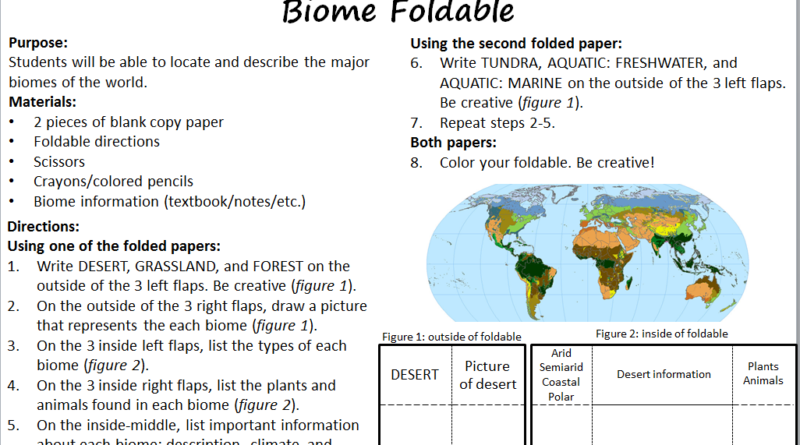 Biome Foldable
Purpose:
Students will be able to locate and describe the major
biomes of the world.
Materials:
• 2 pieces of blank copy paper
• Foldable directions
• Scissors
• Crayons/colored pencils
• Biome information (textbook/notes/etc.)
Directions:
Using one of the folded papers:
1. Write DESERT, GRASSLAND, and FOREST on the
outside of the 3 left flaps. Be creative (figure 1).
2. On the outside of the 3 right flaps, draw a picture
that represents the each biome (figure 1).
3. On the 3 inside left flaps, list the types of each
biome (figure 2).
4. On the 3 inside right flaps, list the plants and
animals found in each biome (figure 2).
5. On the inside-middle, list important information
about each biome: description, climate, and
Using the second folded paper:
6. Write TUNDRA, AQUATIC: FRESHWATER, and
AQUATIC: MARINE on the outside of the 3 left flaps.
Be creative (figure 1).
7. Repeat steps 2-5.
Both papers:
8. Color your foldable. Be creative!
Figure 1: outside of foldable
DESERT
Picture
of desert
Figure 2: inside of foldable
Arid
Semiarid
Coastal
Polar
Desert information
Plants
Animals